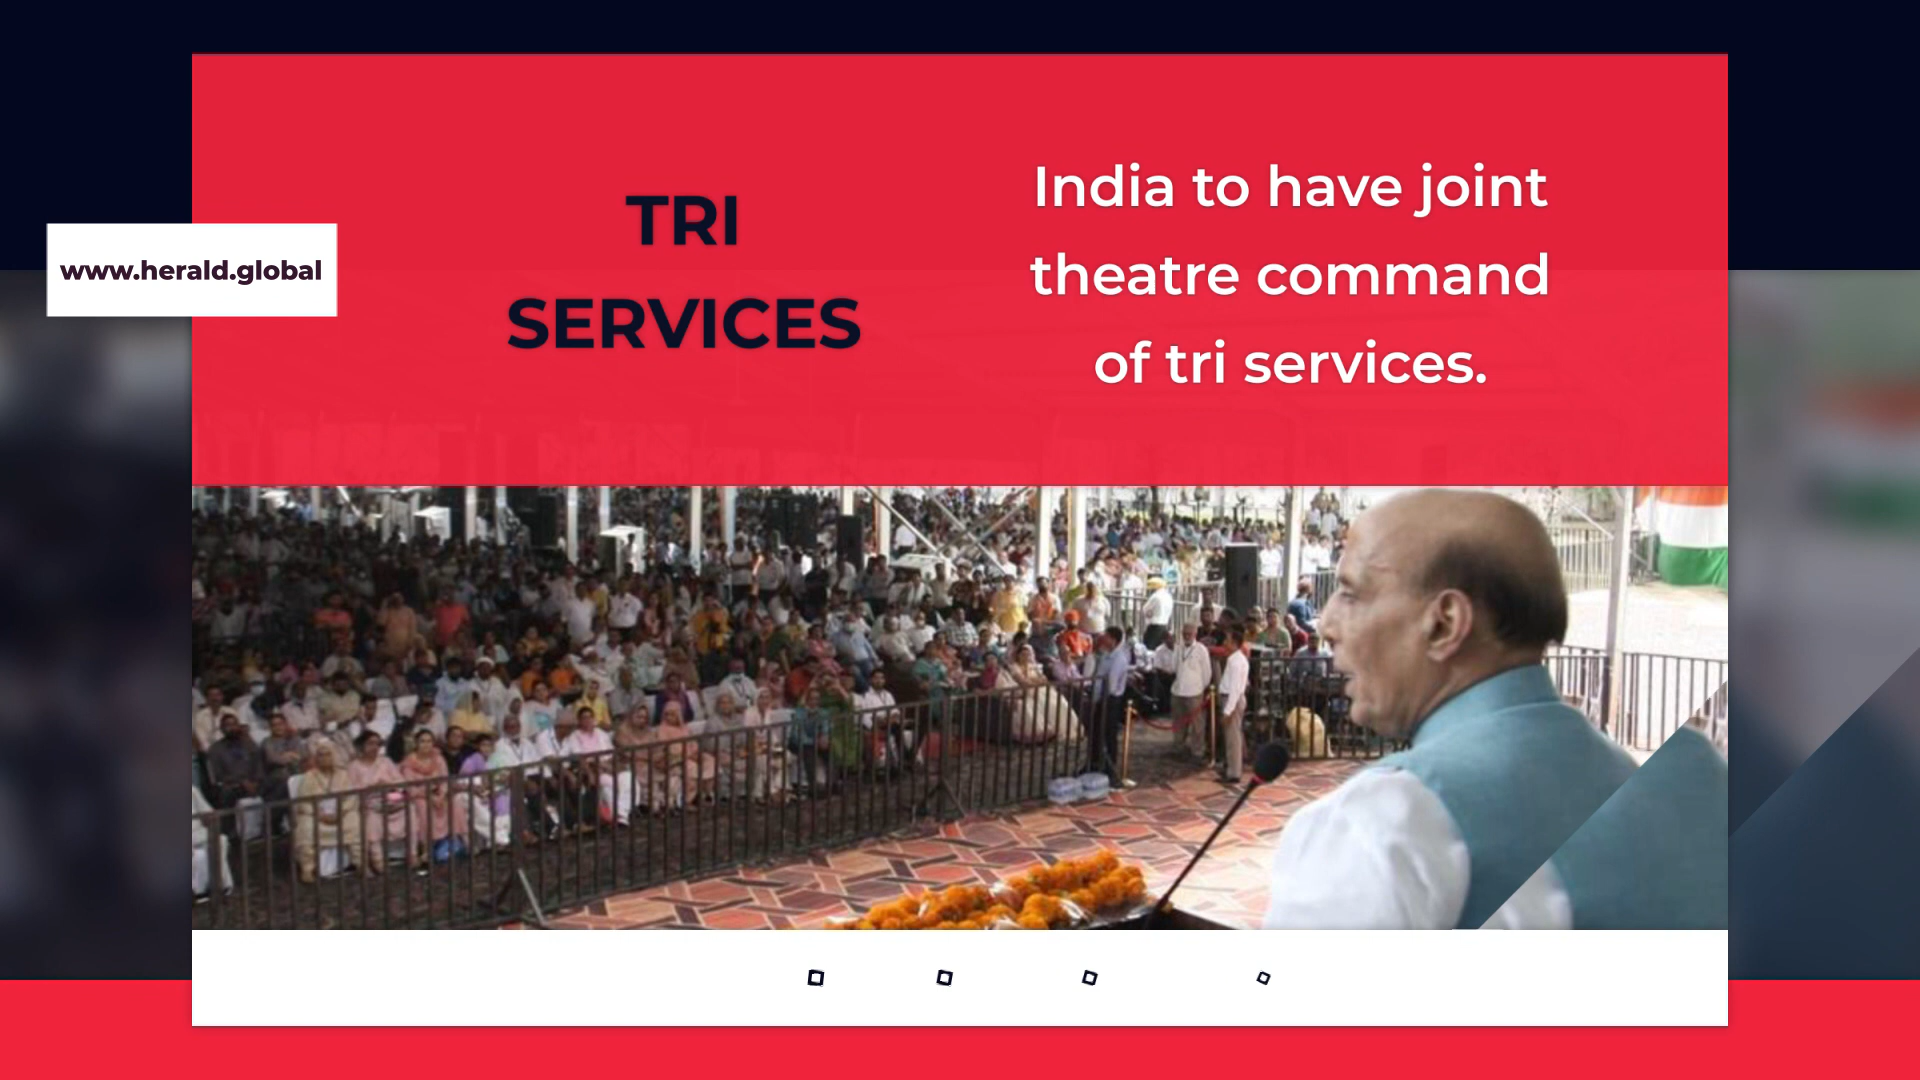 www.herald.global
TRI
SERVICES
India to have joint
theatre command
of tri services.